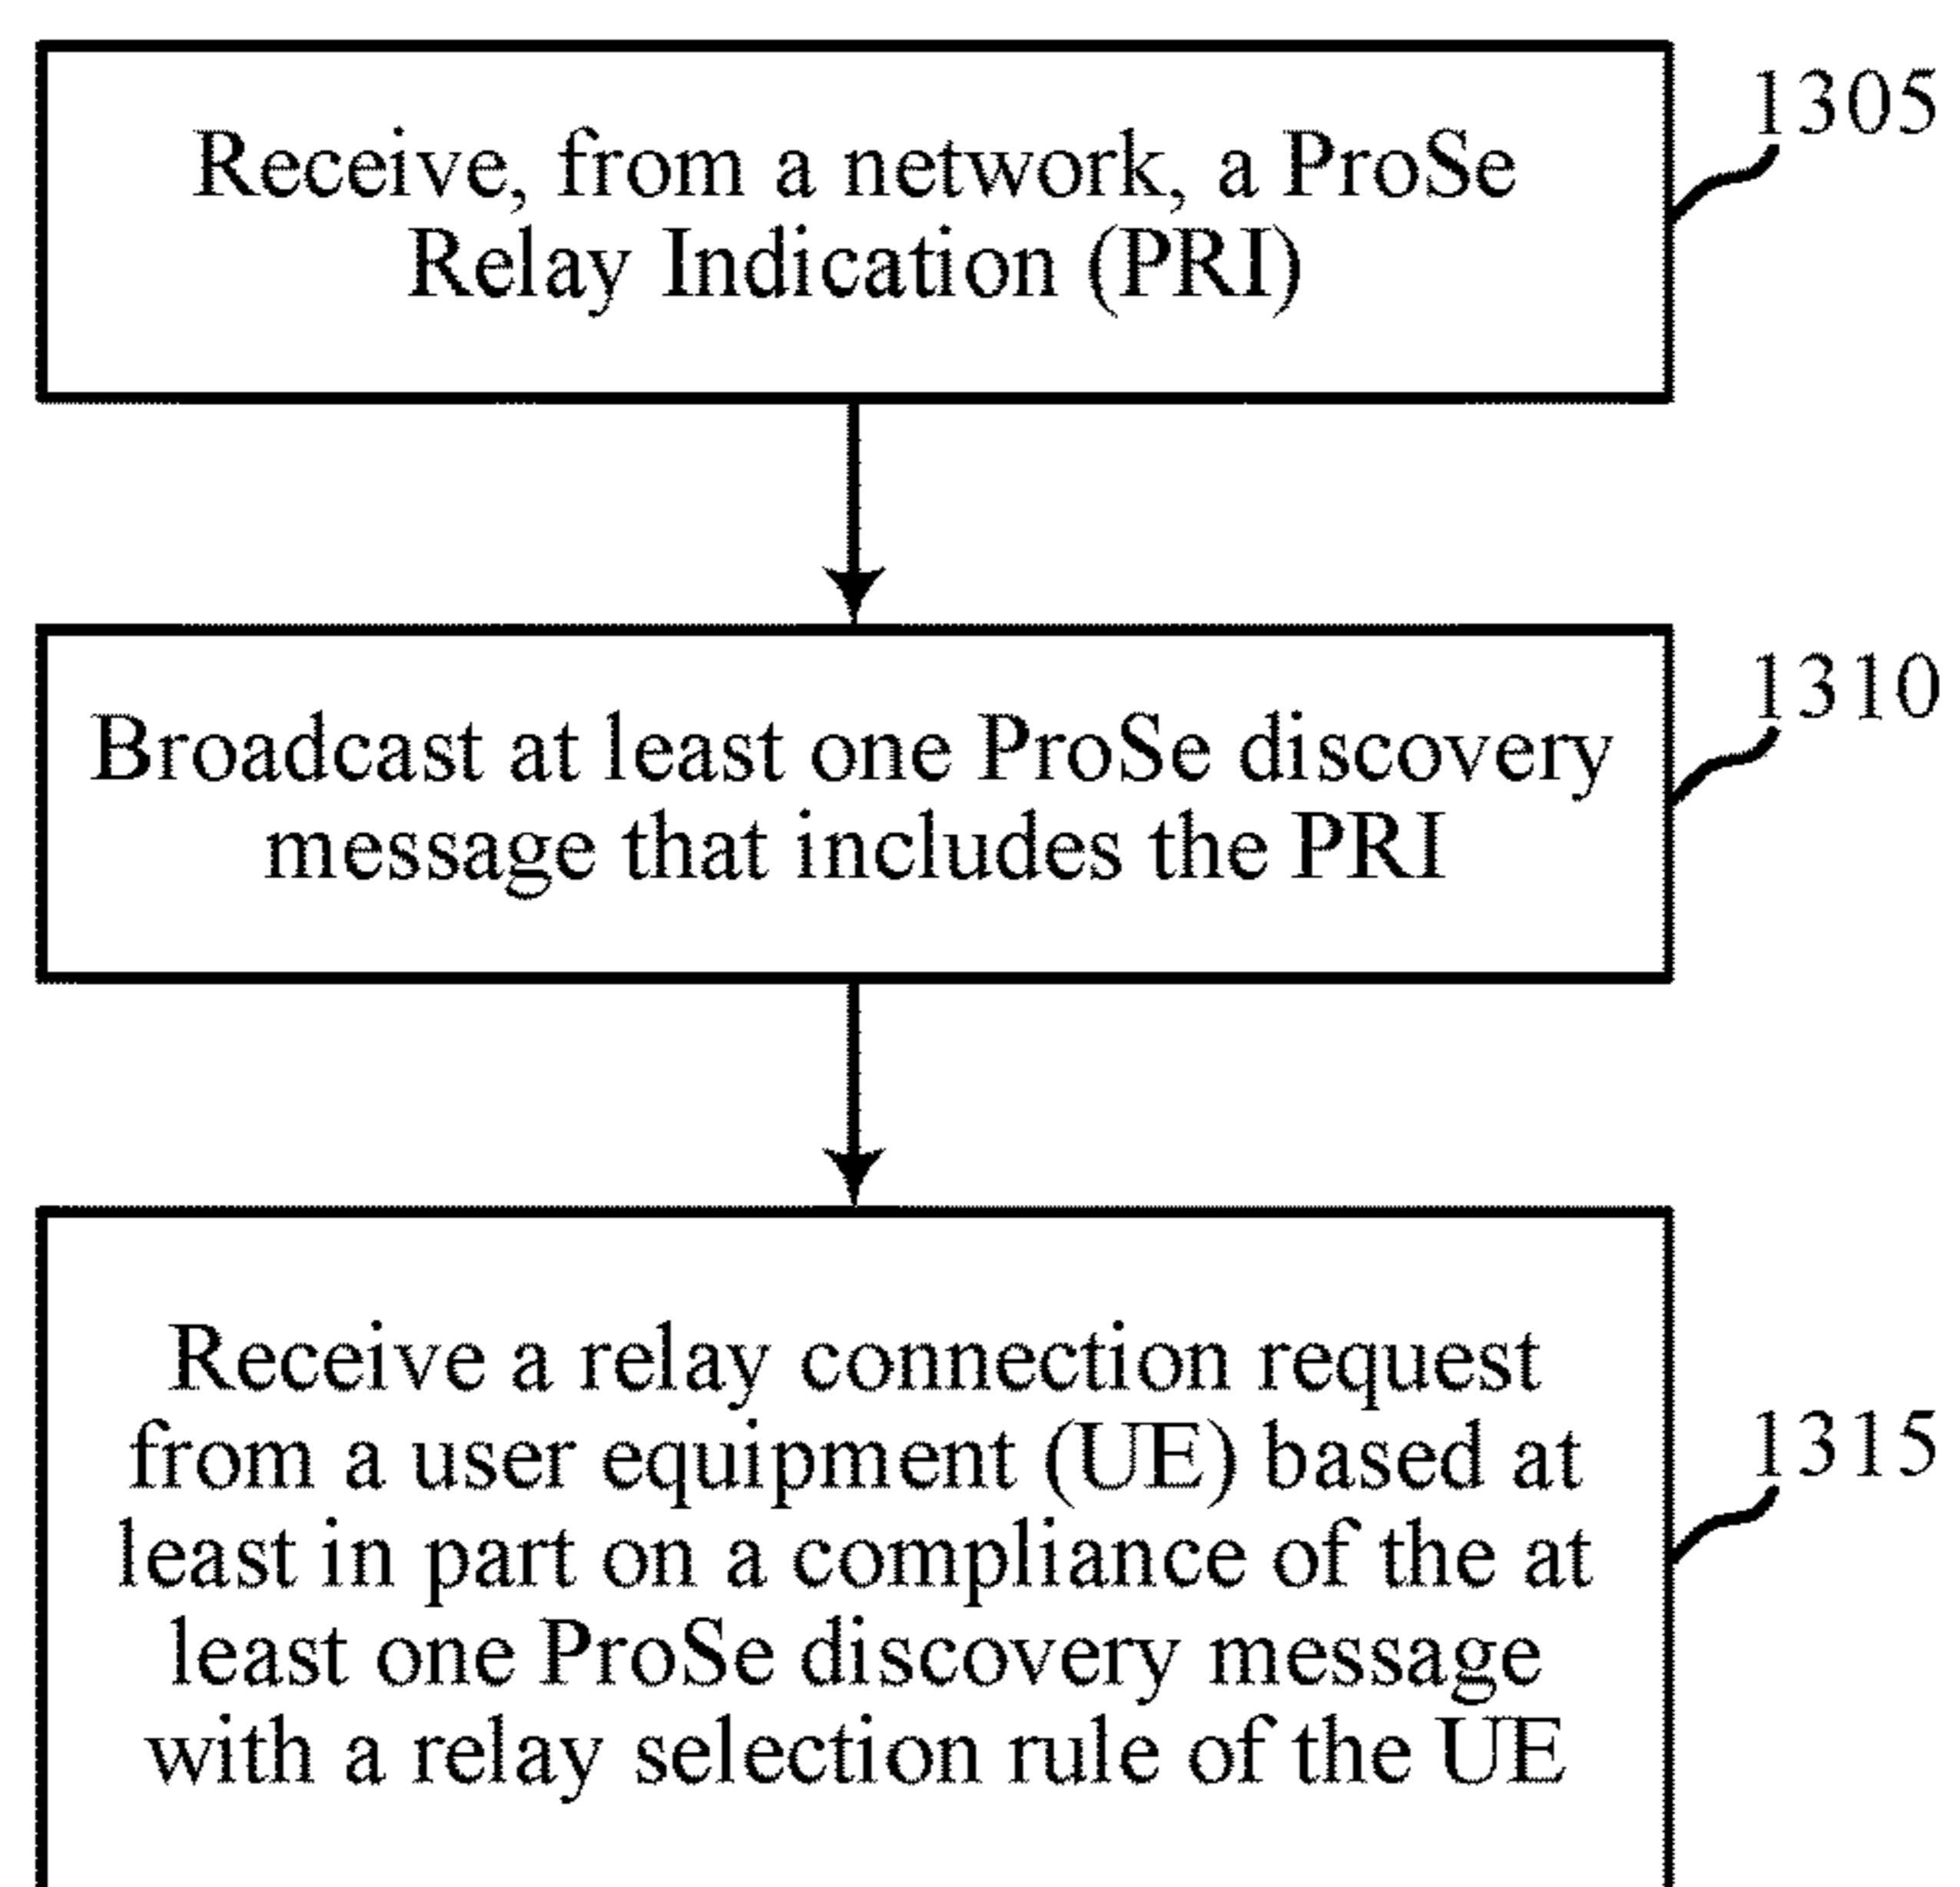 1305
Receive, from a network, a ProSe
Relay Indication (PRI)
1310
Broadcast at least one ProSe discovery
message that includes the PRI
Receive a relay connection request
from a user equipment (UE) based at
least in part on a compliance of the at
least one ProSe discovery message
with a relay selection rule of the UE
1315